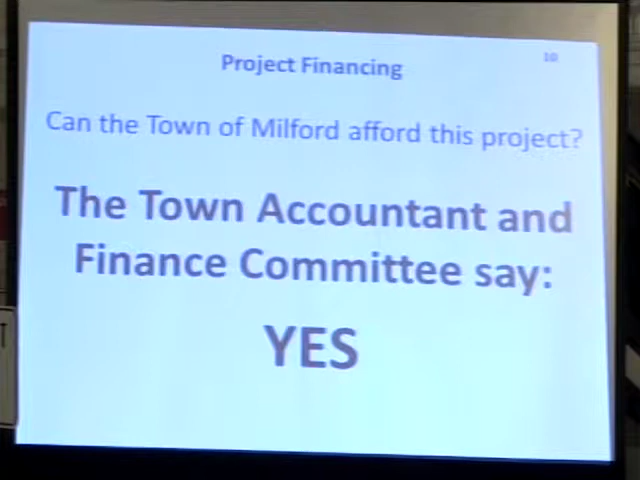 10
Project Financing
Can the Town of Milford afford this project?
The Town Accountant and
Finance Committee say:
YES
T